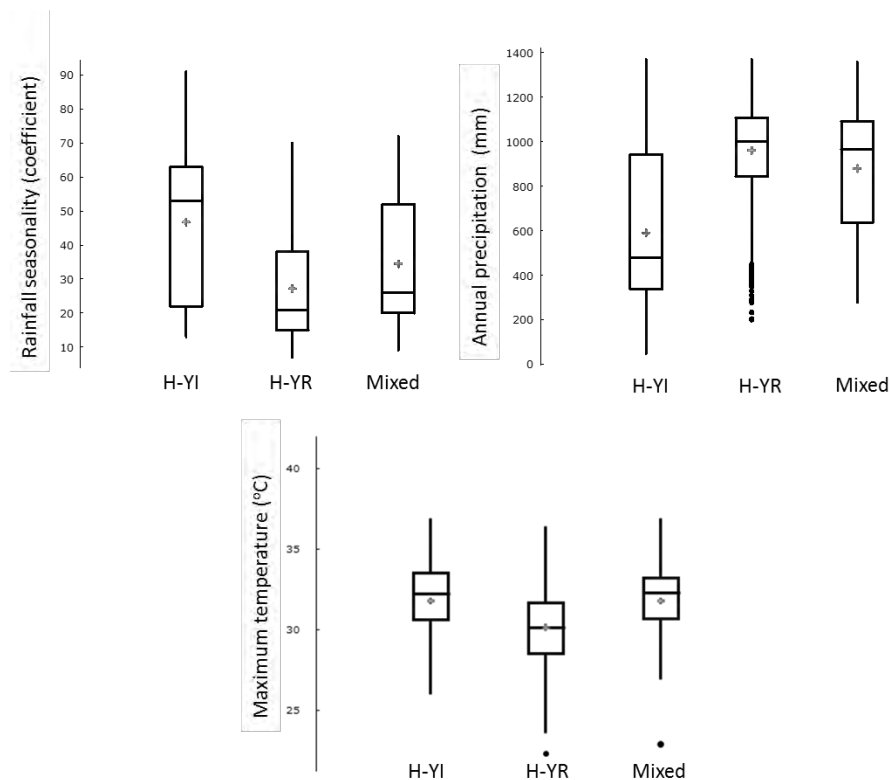 Rainfall seasonality (coefficient)
90
80
70
60
50
40
30
20
10
H-YI
H-YR
Mixed
Annual precipitation (mm)
1400
1200
1000
800
600
400
200
0
H-YI
H-YR
Mixed
Maximum temperature (°C)
40
35
30
25
H-YI
H-YR
Mixed